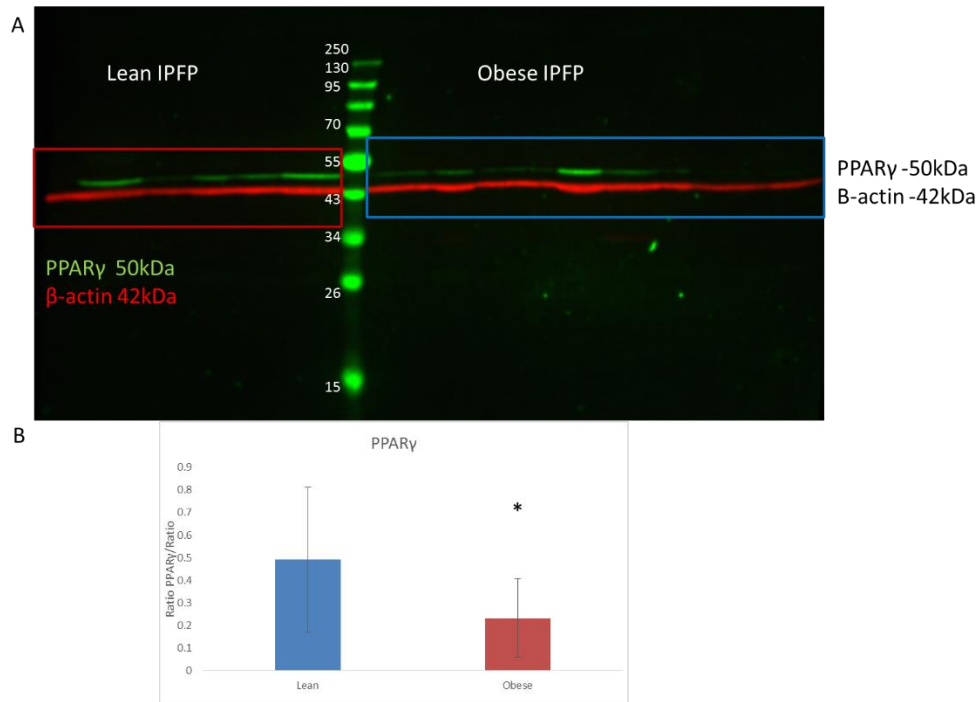 A
Lean IPFP
Obese IPFP
250
130
95
70
55
43
34
26
15
PPARγ -50kDa
B-actin -42kDa
PPARγ 50kDa
β-actin 42kDa
B
PPARγ
Ratio PPARγ/Ratio
0.9
0.8
0.7
0.6
0.5
0.4
0.3
0.2
0.1
0
*
Lean
Obese